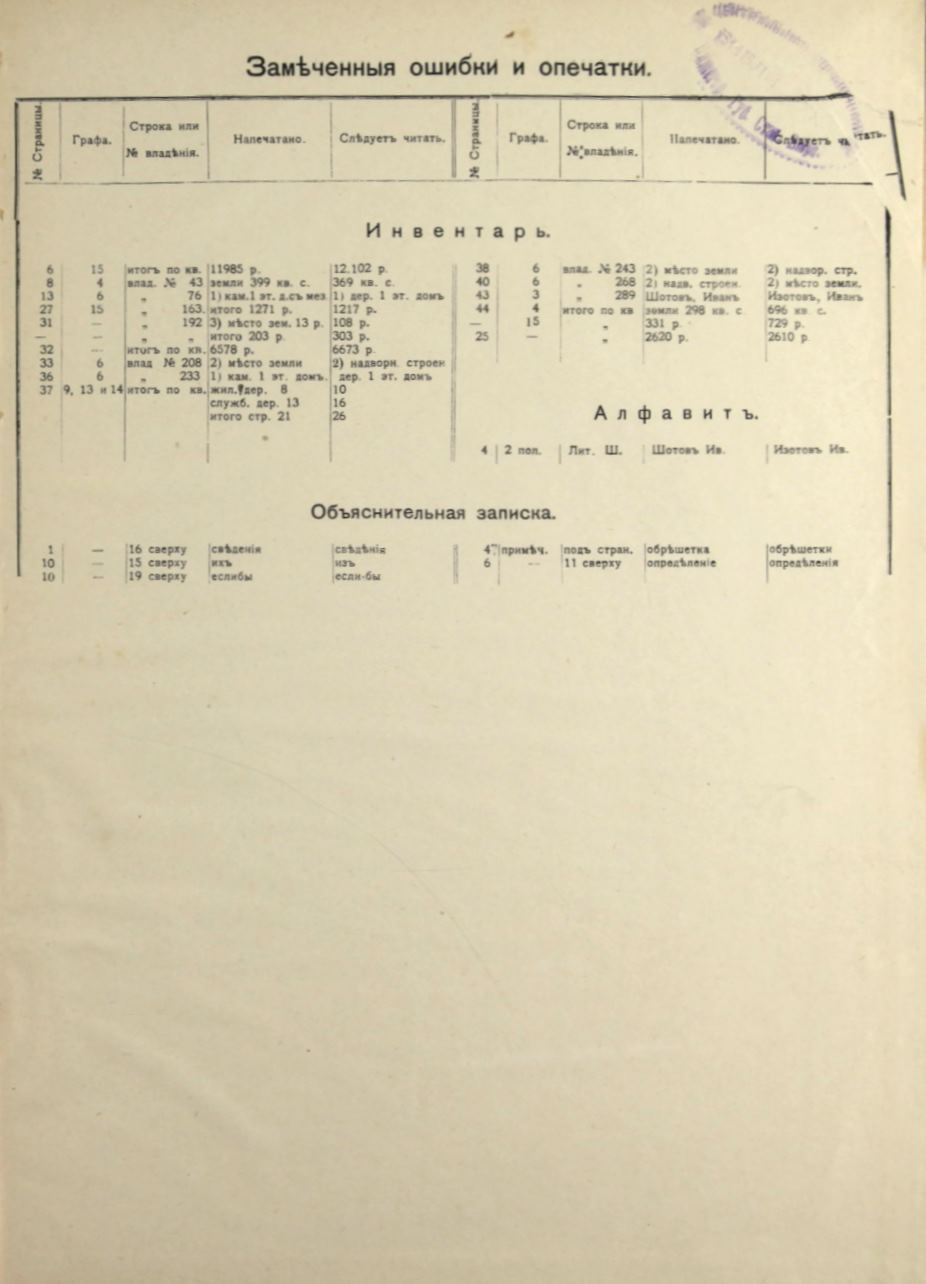 Замѣченныя ошибки и опечатки.
№ Страницы. Графа. Строка или № владѣнія. Напечатано. Слѣдуетъ читать. № Страницы. Графа. Строка или № владѣнія. Напечатано. Слѣдуетъ читать.
Инвентарь.
6 15 итогъ по кв. 11985 р. 12.102 р.
8 4 влад. № 43 земли 399 кв. с. 369 кв. с.
13 6 „ 76 1) кам.1 эт. д.съ мез 1) дер. 1 эт. домъ
27 15 „ 163. итого 1271 р. 1217 р.
31 — „ 192 3) мѣсто зем. 13 р. 108 р.
— — „ „ итого 203 р. 303 р.
32 — итогъ по кв. 6578 р. 6673 р.
33 6 влад № 208 2) мѣсто земли 2) надворн. строен
36 6 „ 233 1) кам. 1 эт. домъ. дер. 1 эт. домъ
37 9, 13 и 14 итогъ по кв. жил. дер. 8 10
служб. дер. 13 16
итого стр. 21 26
38 6 влад. № 243 2) мѣсто земли 2) надвор. стр.
40 6 „ 268 2) надв. строен. 2) мѣсто земли.
43 3 „ 289 Шотовъ, Иванъ Изотовъ, Иванъ
44 4 итого по кв земли 298 кв. с 696 кв. с.
— 15 „ 331 р. 729 р.
25 — „ 2620 р. 2610 р.
Алфавитъ.
4 2 пол. Лит. Ш. Шотовъ Ив. Изотовъ Ив.
Объяснительная записка.
1 — 16 сверху свѣденія свѣдѣнія
10 — 15 сверху ихъ изъ
10 — 19 сверху еслибы если-бы
4 примѣч. подъ стран. обрѣшетка обрѣшетки
6 — 11 сверху опредѣленіе опредѣленія